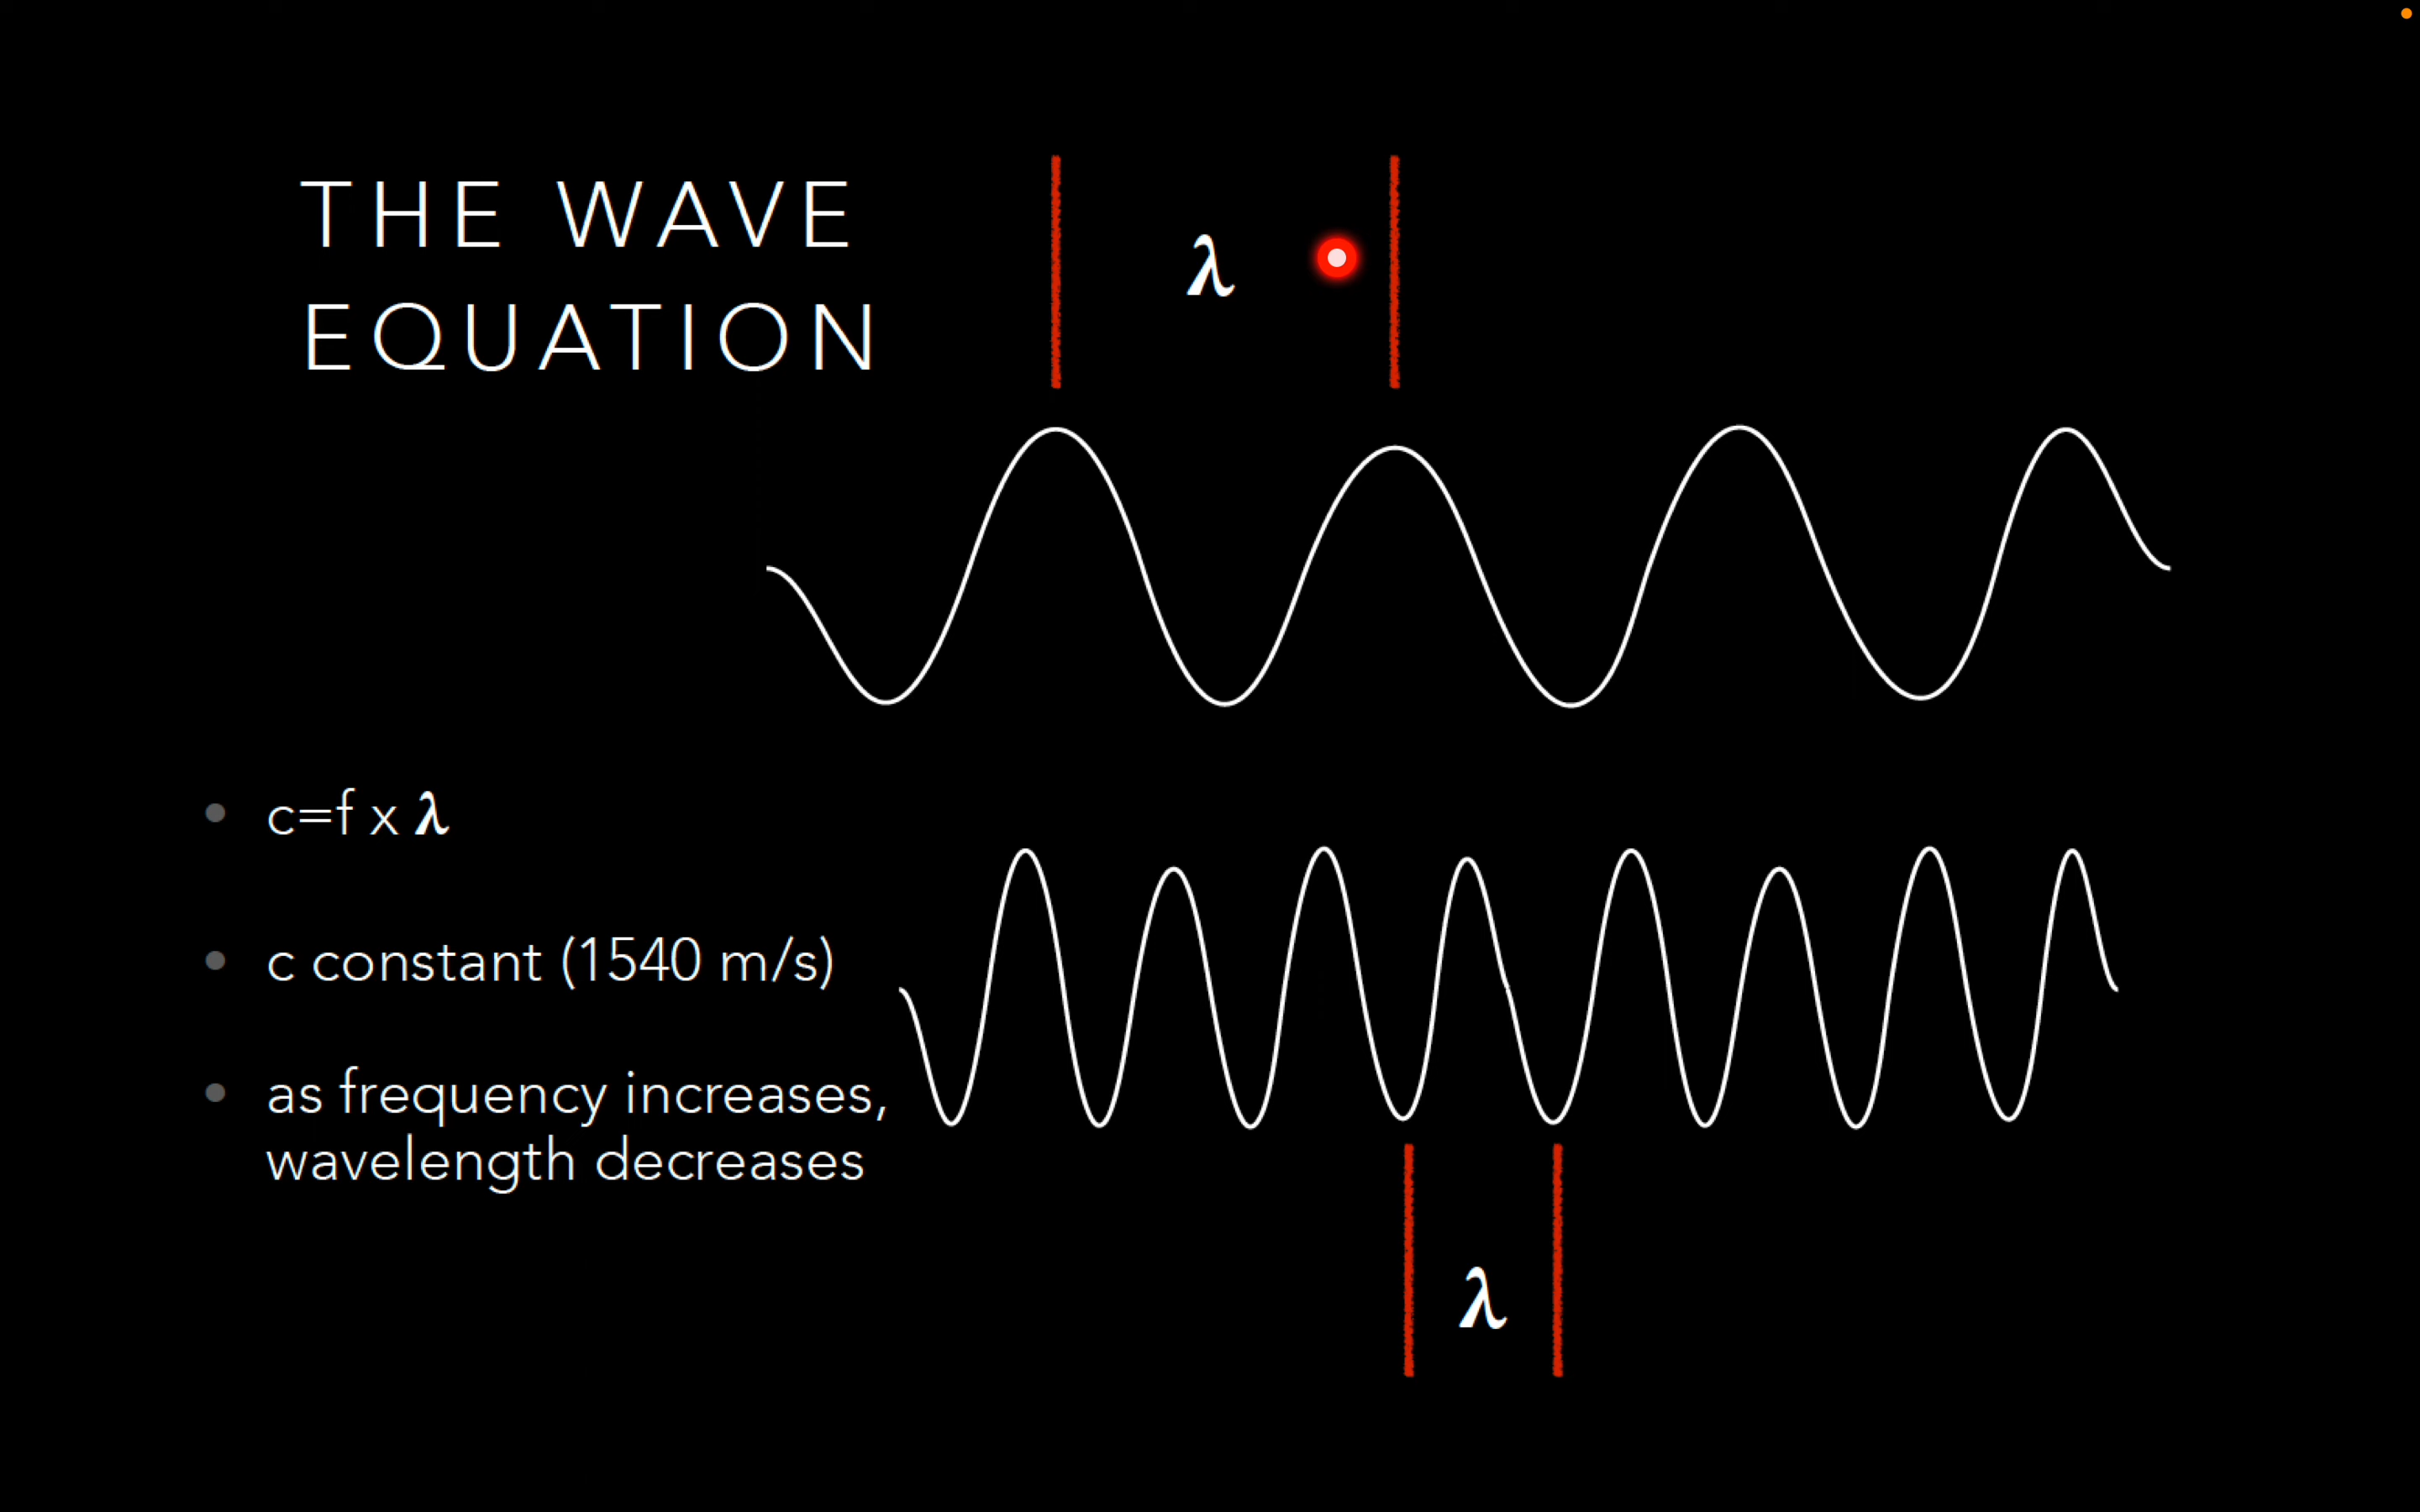 THE WAVE
EQUATION
λ
c=f x λ
c constant (1540 m/s)
as frequency increases,
wavelength decreases
λ